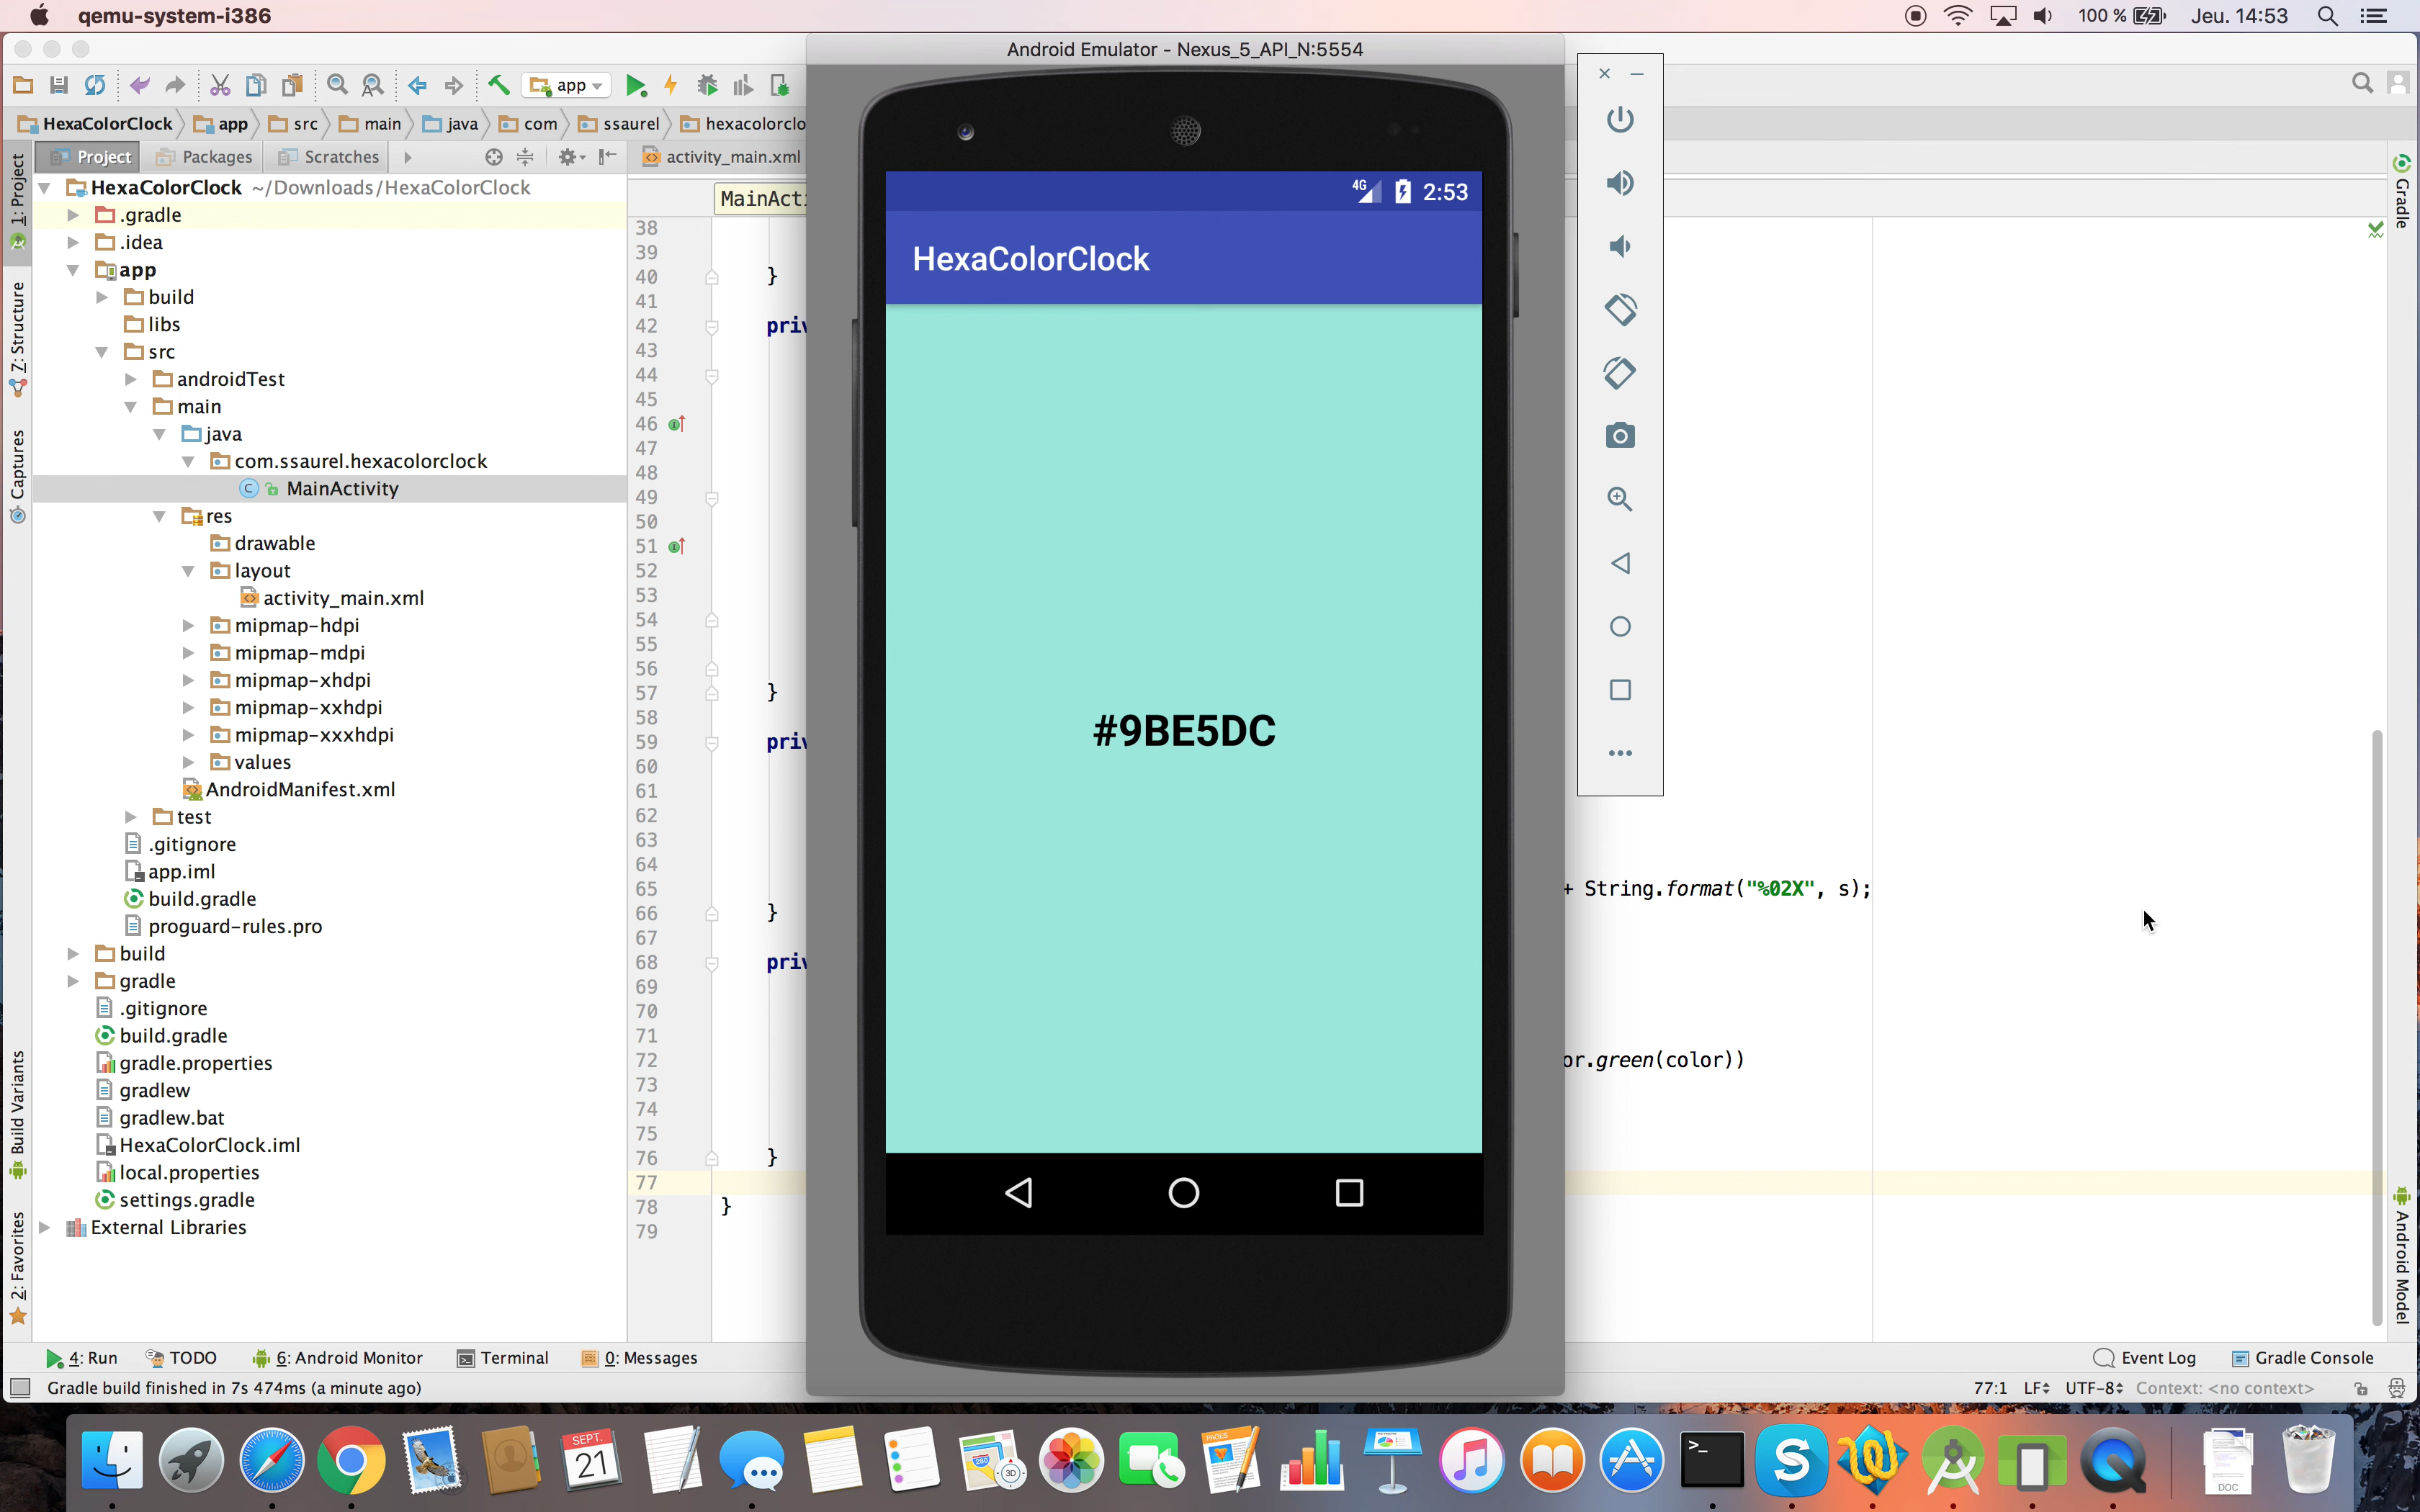 qemu-system-i386
100 %
Jeu. 14:53
Android Emulator - Nexus_5_API_N:5554
app
HexaColorClock
app
src
main
java
com
ssaurel
hexacolorclo
1: Project
Project
Packages
Scratches
activity_main.xml
HexaColorClock ~/Downloads/HexaColorClock
MainActi
.gradle
.idea
app
build
libs
src
androidTest
main
java
com.ssaurel.hexacolorclock
MainActivity
res
drawable
layout
activity_main.xml
mipmap-hdpi
mipmap-mdpi
mipmap-xhdpi
mipmap-xxhdpi
mipmap-xxxhdpi
values
AndroidManifest.xml
test
.gitignore
app.iml
build.gradle
proguard-rules.pro
build
gradle
.gitignore
build.gradle
gradle.properties
gradlew
gradlew.bat
HexaColorClock.iml
local.properties
settings.gradle
External Libraries
7: Structure
Captures
Build Variants
2: Favorites
38
39
40 }
41
42 priv
43
44
45
46
47
48
49
50
51
52
53
54
55
56
57 }
58
59 priv
60
61
62
63
64
65
66 }
67
68 priv
69
70
71
72
73
74
75
76 }
77
78 }
79
4G
2:53
HexaColorClock
#9BE5DC
+ String.format("%02X", s);
or.green(color))
Gradle
Android Model
4: Run
TODO
6: Android Monitor
Terminal
0: Messages
Event Log
Gradle Console
Gradle build finished in 7s 474ms (a minute ago)
77:1
LF
UTF-8
Context: <no context>
SEPT.
21
280
3D
PAGES
>_
S
DOC